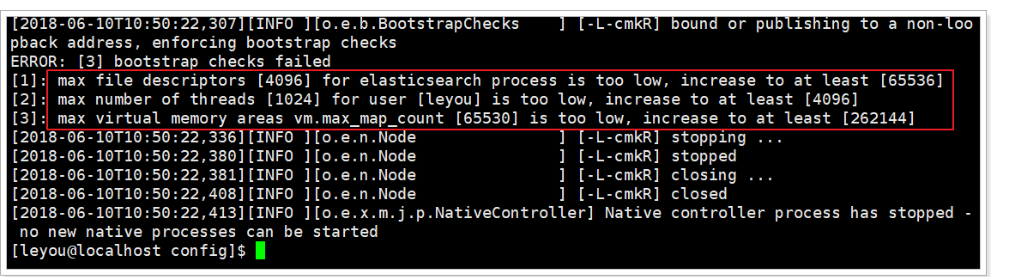 [2018-06-10T10:50:22,307][INFO ][o.e.b.BootstrapChecks    ] [-L-cmkR] bound or publishing to a non-loo
pback address, enforcing bootstrap checks
ERROR: [3] bootstrap checks failed
[1]: max file descriptors [4096] for elasticsearch process is too low, increase to at least [65536]
[2]: max number of threads [1024] for user [leyou] is too low, increase to at least [4096]
[3]: max virtual memory areas vm.max_map_count [65530] is too low, increase to at least [262144]
[2018-06-10T10:50:22,336][INFO ][o.e.n.Node               ] [-L-cmkR] stopping ...
[2018-06-10T10:50:22,380][INFO ][o.e.n.Node               ] [-L-cmkR] stopped
[2018-06-10T10:50:22,381][INFO ][o.e.n.Node               ] [-L-cmkR] closing ...
[2018-06-10T10:50:22,408][INFO ][o.e.n.Node               ] [-L-cmkR] closed
[2018-06-10T10:50:22,413][INFO ][o.e.x.m.j.p.NativeController] Native controller process has stopped -
 no new native processes can be started
[leyou@localhost config]$